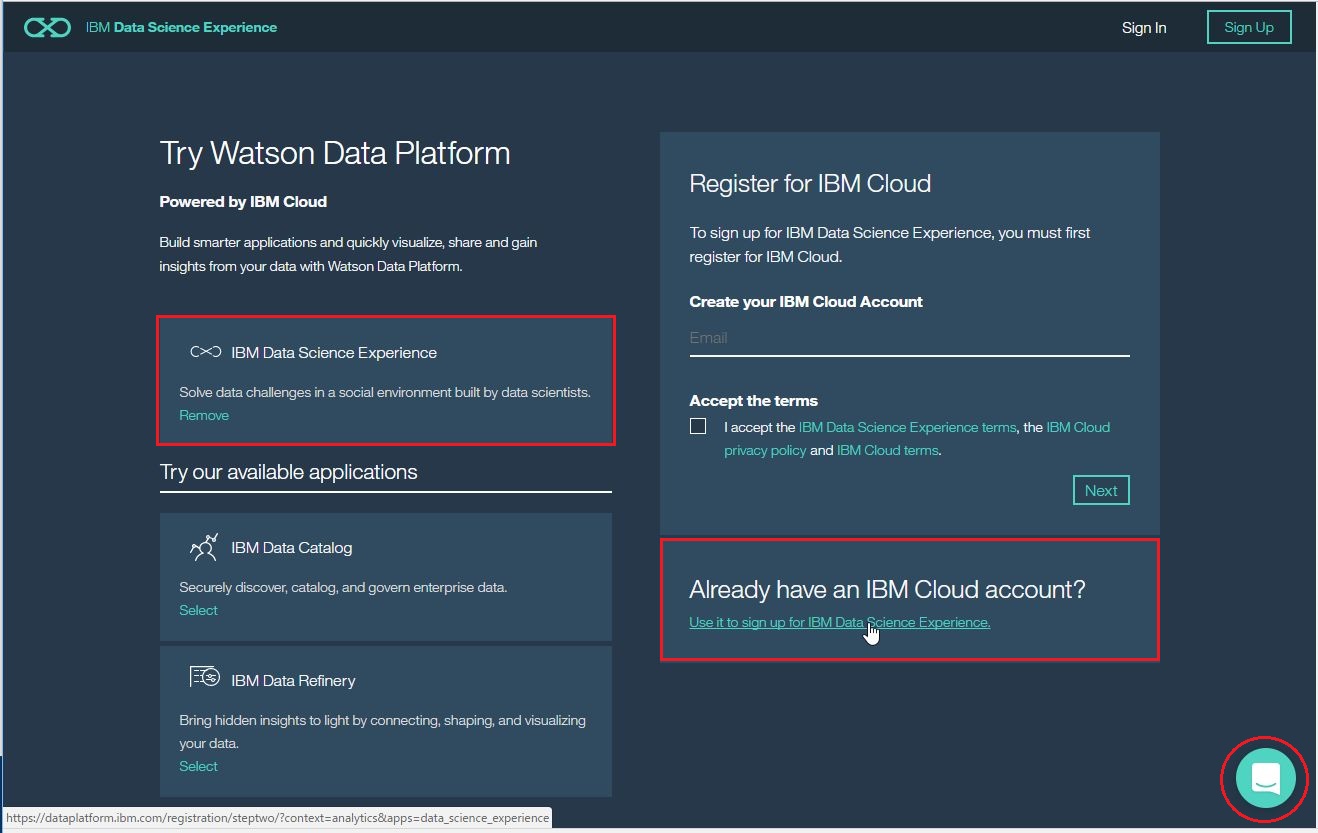 IBM Data Science Experience
Sign In
Sign Up
Try Watson Data Platform
Powered by IBM Cloud
Build smarter applications and quickly visualize, share and gain
insights from your data with Watson Data Platform.
IBM Data Science Experience
Solve data challenges in a social environment built by data scientists.
Remove
Try our available applications
IBM Data Catalog
Securely discover, catalog, and govern enterprise data.
Select
IBM Data Refinery
Bring hidden insights to light by connecting, shaping, and visualizing
your data.
Select
Register for IBM Cloud
To sign up for IBM Data Science Experience, you must first
register for IBM Cloud.
Create your IBM Cloud Account
Email
Accept the terms
I accept the IBM Data Science Experience terms, the IBM Cloud
privacy policy and IBM Cloud terms.
Next
Already have an IBM Cloud account?
Use it to sign up for IBM Data Science Experience.
https://dataplatform.ibm.com/registration/steptwo/?context=analytics&apps=data_science_experience